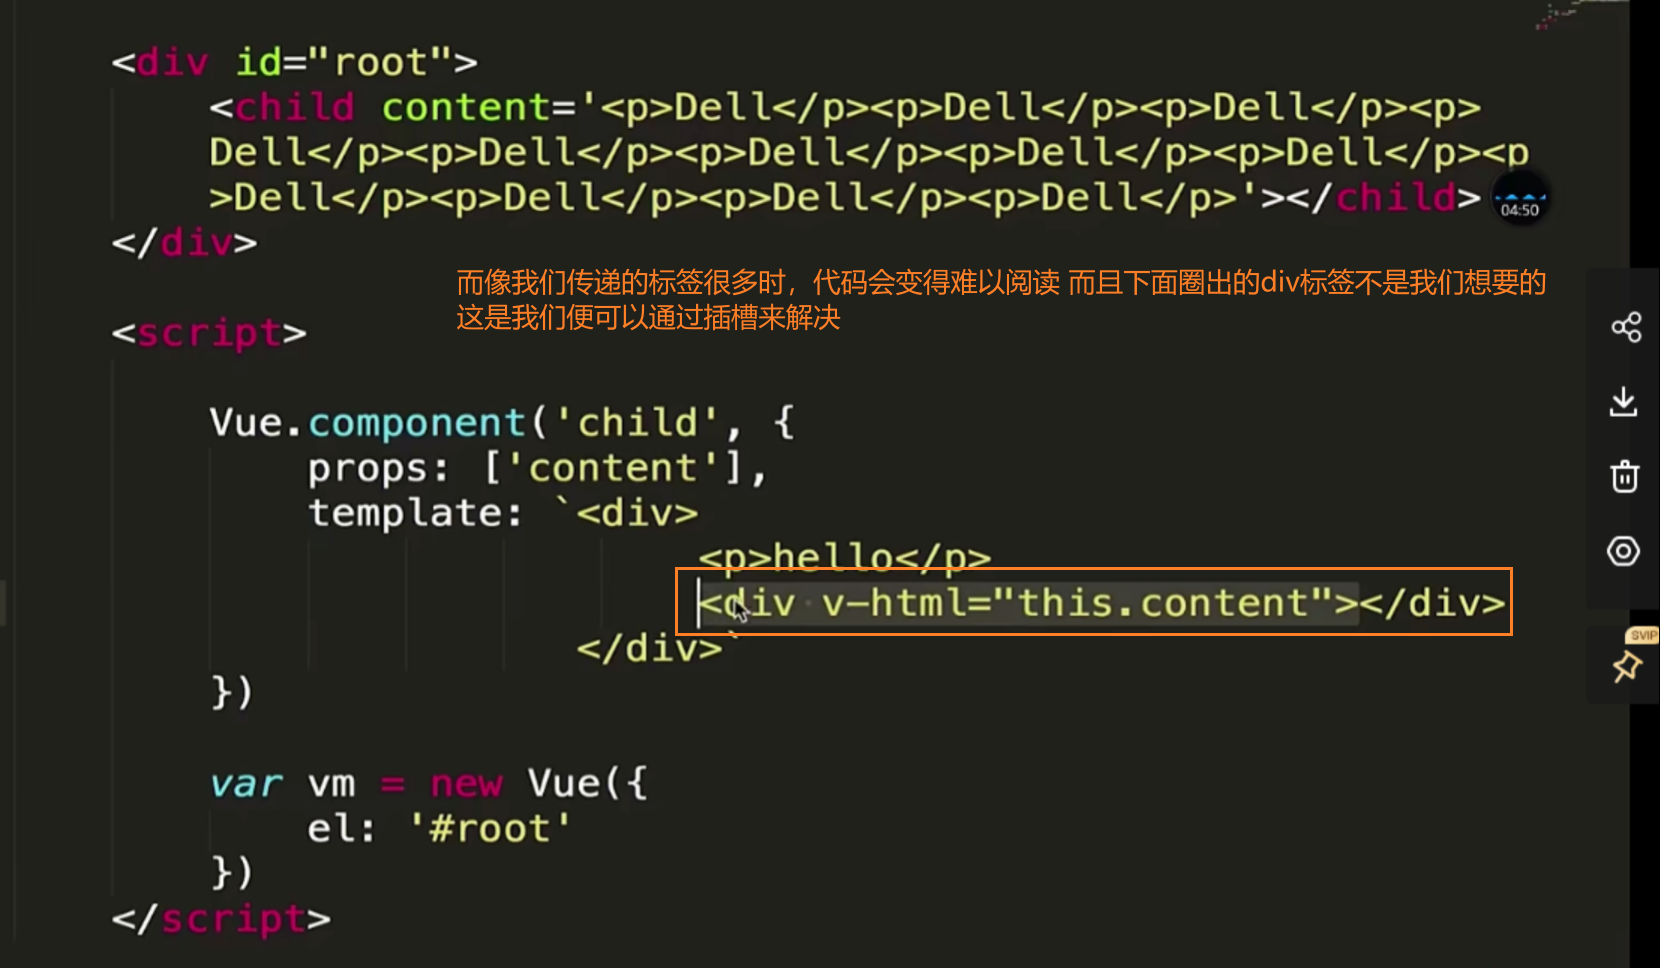 <div id="root">
<child content='<p>Dell</p><p>Dell</p><p>Dell</p><p>
Dell</p><p>Dell</p><p>Dell</p><p>Dell</p><p>Dell</p><p
>Dell</p><p>Dell</p><p>Dell</p><p>Dell</p>'></child>
04:50
</div>
而像我们传递的标签很多时，代码会变得难以阅读 而且下面圈出的div标签不是我们想要的
这是我们便可以通过插槽来解决
<script>
Vue.component('child', {
props: ['content'],
template: `<div>
<p>hello</p>
<div v-html="this.content"></div>
</div>`
})
SVIP
var vm = new Vue({
el: '#root'
})
</script>